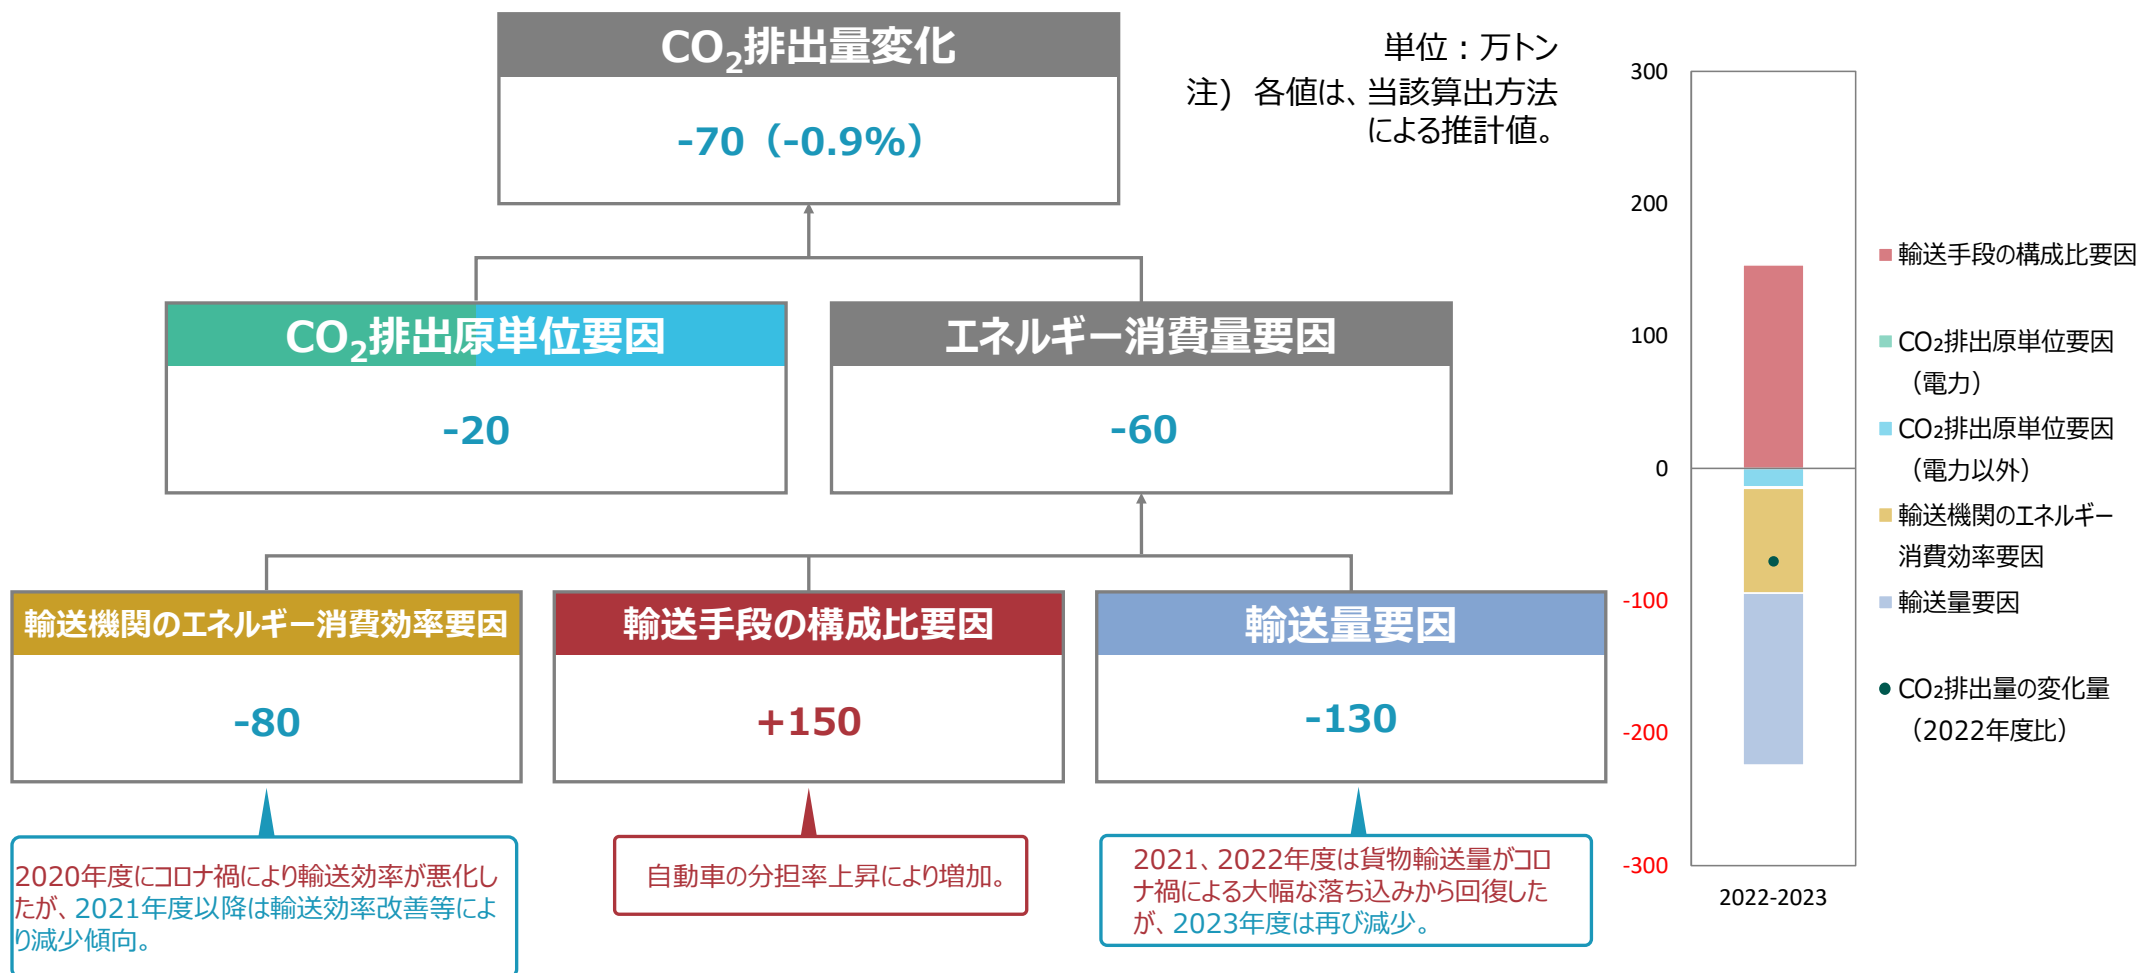 CO₂排出量変化
-70（-0.9%）
単位：万トン
注）各値は、当該算出方法
による推計値。
CO₂排出原単位要因
-20
エネルギー消費量要因
-60
輸送機関のエネルギー消費効率要因
-80
輸送手段の構成比要因
+150
輸送量要因
-130
2020年度にコロナ禍により輸送効率が悪化し
たが、2021年度以降は輸送効率改善等によ
り減少傾向。
自動車の分担率上昇により増加。
2021、2022年度は貨物輸送量がコロ
ナ禍による大幅な落ち込みから回復した
が、2023年度は再び減少。
300
200
100
0
-100
-200
-300
2022-2023
輸送手段の構成比要因
CO₂排出原単位要因
（電力）
CO₂排出原単位要因
（電力以外）
輸送機関のエネルギー
消費効率要因
輸送量要因
CO₂排出量の変化量
（2022年度比）